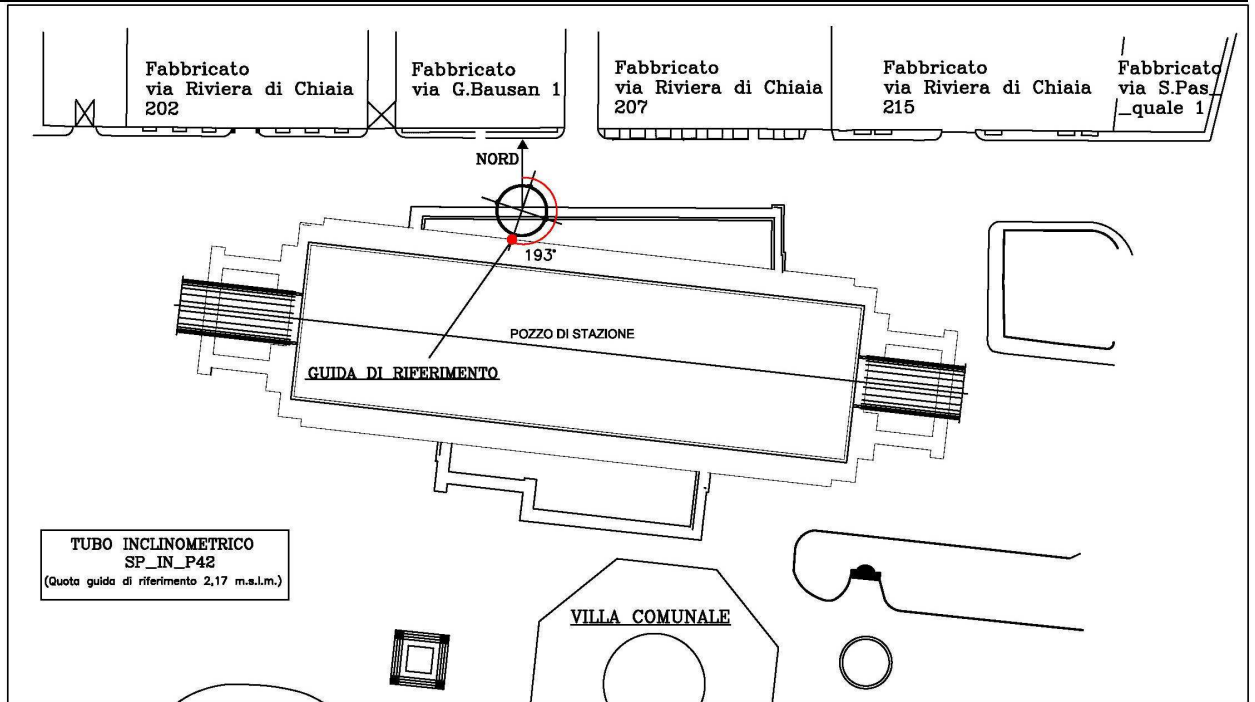 Fabbricato
via Riviera di Chiaia
202
Fabbricato
via G.Bausan 1
Fabbricato
via Riviera di Chiaia
207
Fabbricato
via Riviera di Chiaia
215
Fabbricato
via S.Pas_
_quale 1
NORD
193°
POZZO DI STAZIONE
GUIDA DI RIFERIMENTO
TUBO INCLINOMETRICO
SP_IN_P42
(Quota guida di riferimento 2,17 m.s.l.m.)
VILLA COMUNALE